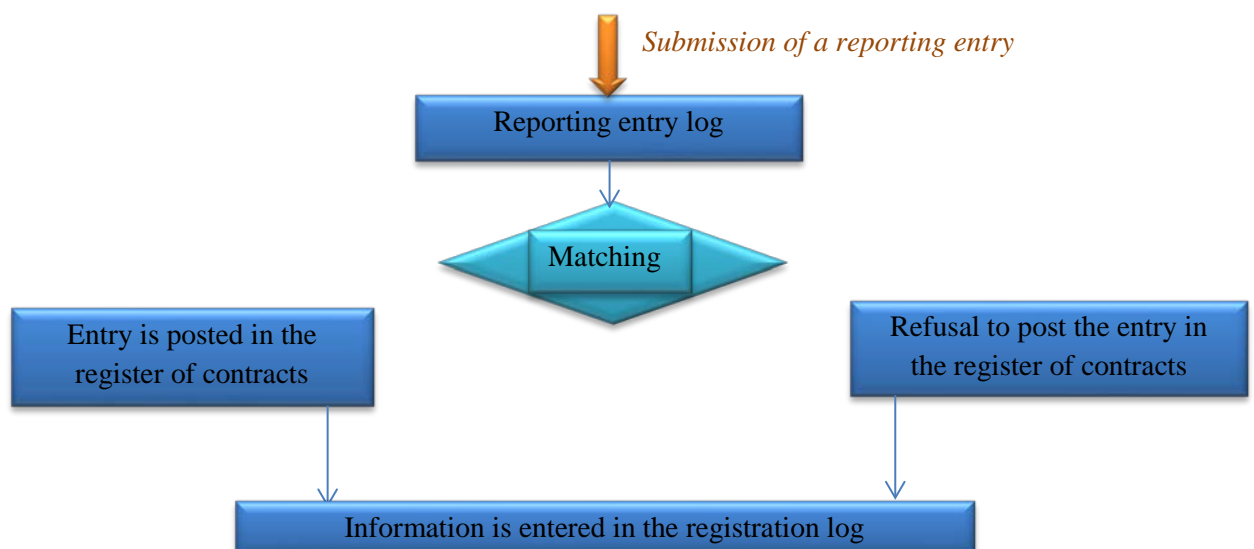 Submission of a reporting entry
Reporting entry log
Matching
Entry is posted in the
register of contracts
Refusal to post the entry in
the register of contracts
Information is entered in the registration log